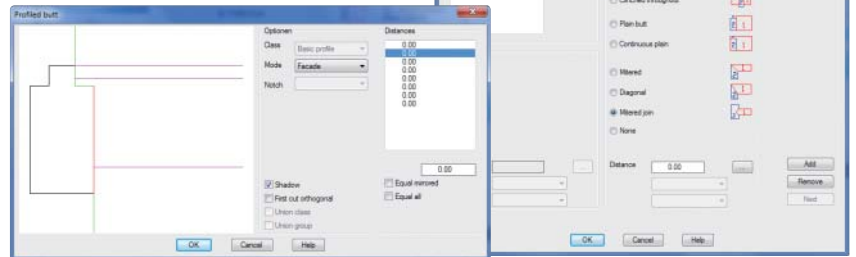 Profiled butt
Optionen
Distances
Class
Basic profile
Mode
Facade
Notch
0.00
0.00
0.00
0.00
0.00
0.00
0.00
0.00
0.00
Shadow
First cut orthogonal
Union class
Union group
Equal mirrored
Equal all
OK
Cancel
Help
Plain butt
Continuous plain
Mitered
Diagonal
Mitered join
None
Distance
0.00
Add
Remove
Next
OK
Cancel
Help